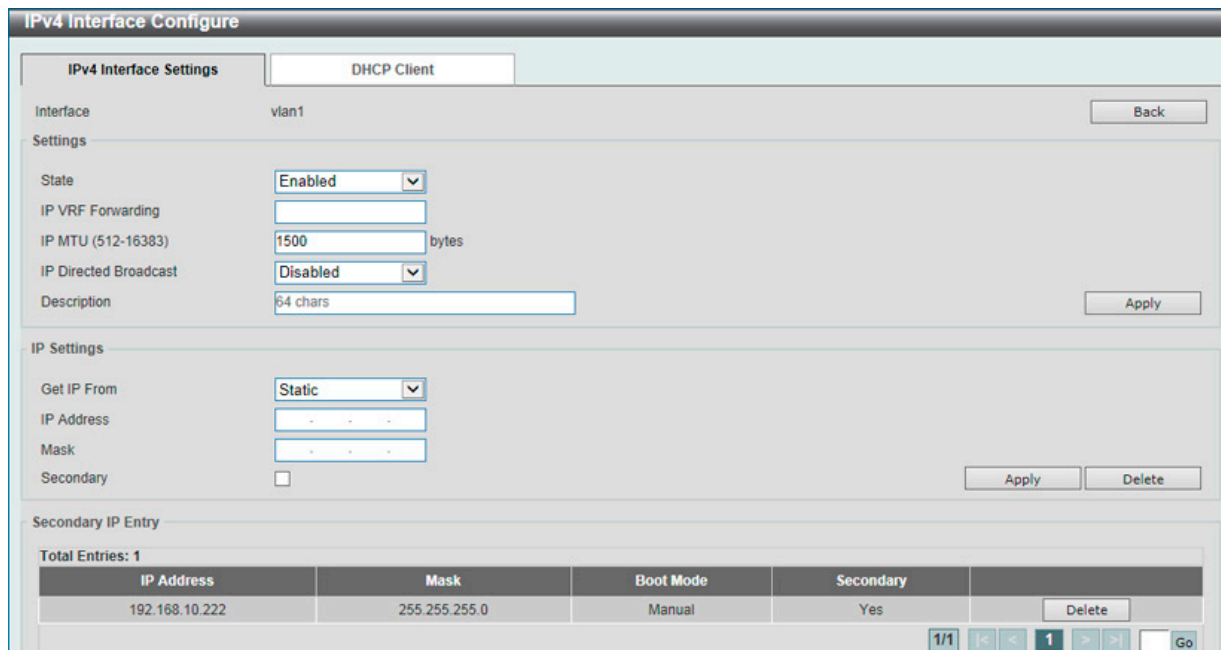 IPv4 Interface Configure
IPv4 Interface Settings DHCP Client
Interface vlan1 Back
Settings
State Enabled
IP VRF Forwarding
IP MTU (512-16383) 1500 bytes
IP Directed Broadcast Disabled
Description 64 chars Apply
IP Settings
Get IP From Static
IP Address . . .
Mask . . .
Secondary Apply Delete
Secondary IP Entry
Total Entries: 1
IP Address Mask Boot Mode Secondary
192.168.10.222 255.255.255.0 Manual Yes Delete
1/1 |< < 1 > >| Go